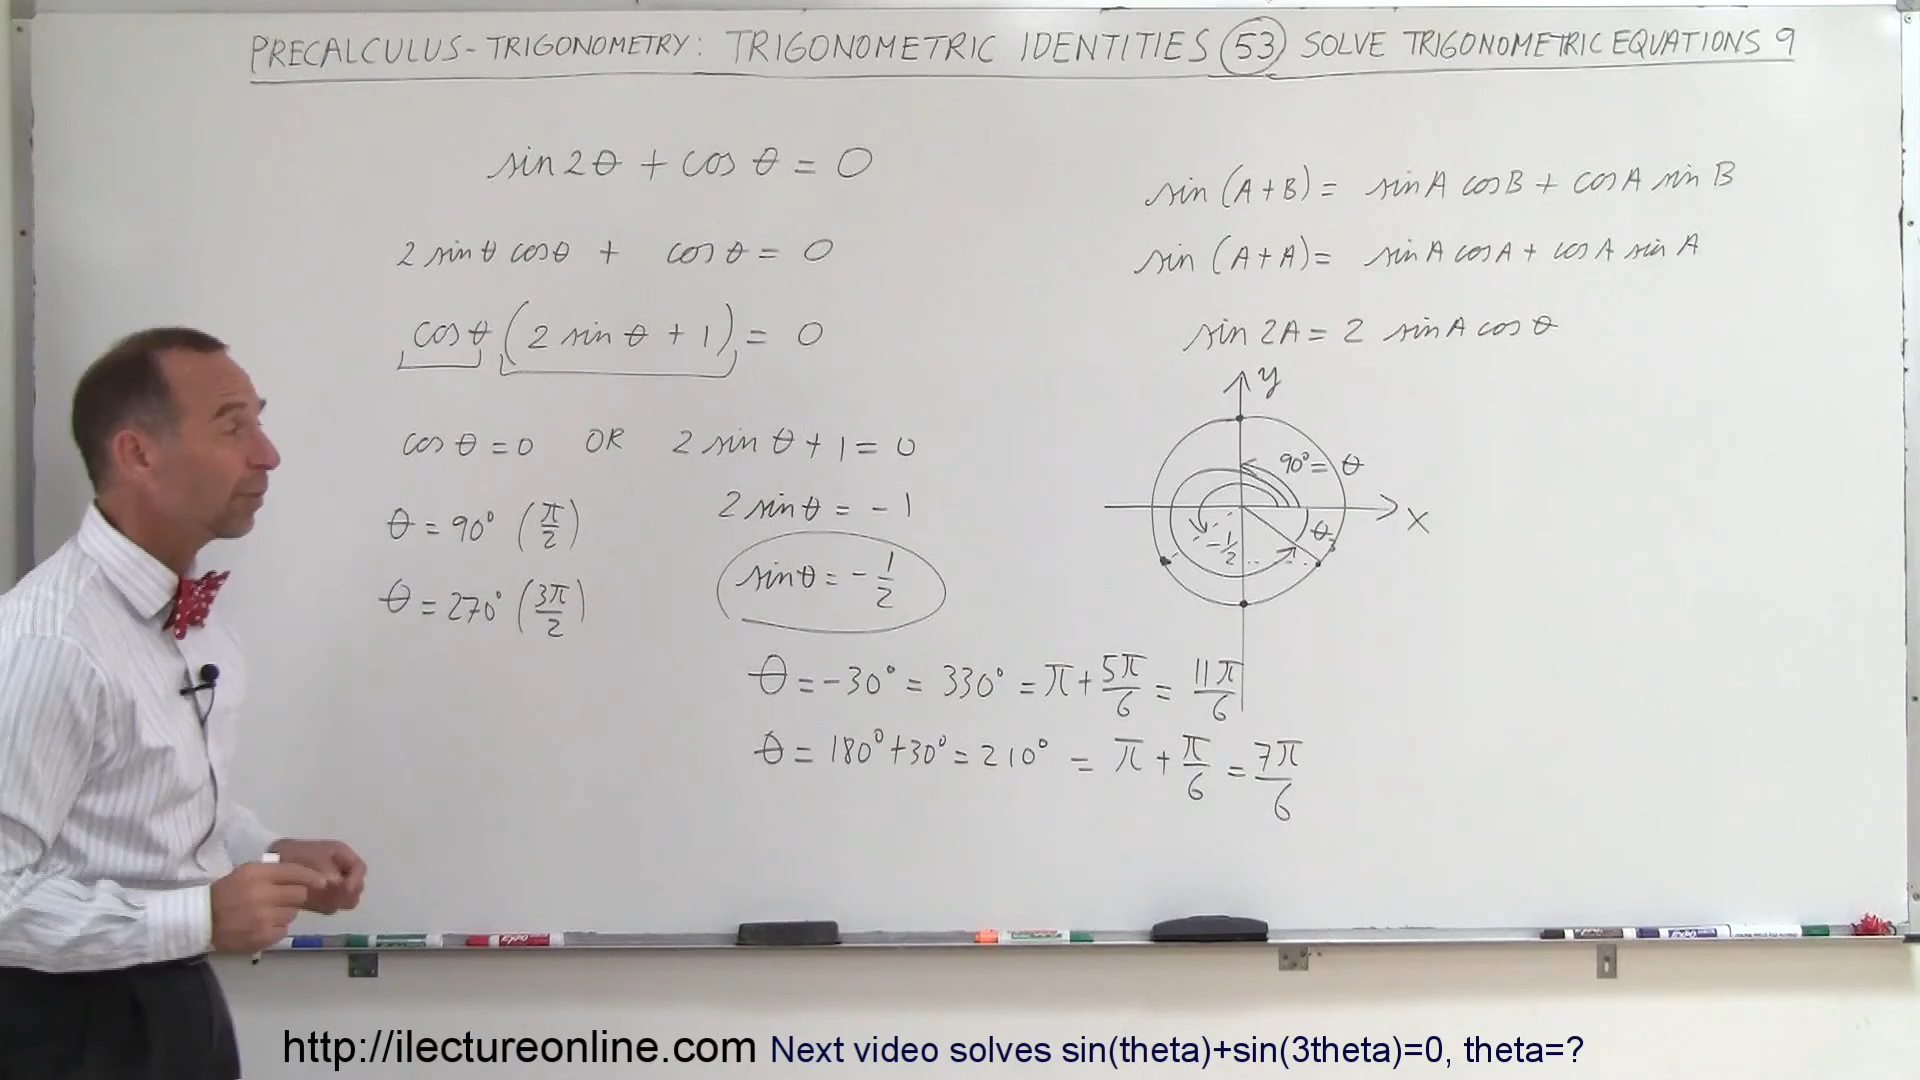 PRECALCULUS - TRIGONOMETRY: TRIGONOMETRIC IDENTITIES 53 SOLVE TRIGONOMETRIC EQUATIONS 9
sin 2θ + cos θ = 0
2 sin θ cos θ + cos θ = 0
cos θ (2 sin θ + 1) = 0
cos θ = 0 OR 2 sin θ + 1 = 0
θ = 90° (π/2)
θ = 270° (3π/2)
2 sin θ = - 1
sin θ = - 1/2
θ = -30° = 330° = π + 5π/6 = 11π/6
θ = 180° + 30° = 210° = π + π/6 = 7π/6
sin (A + B) = sin A cos B + cos A sin B
sin (A + A) = sin A cos A + cos A sin A
sin 2A = 2 sin A cos θ
y
90° = θ
x
θ
-1/2
http://ilectureonline.com Next video solves sin(theta)+sin(3theta)=0, theta=?